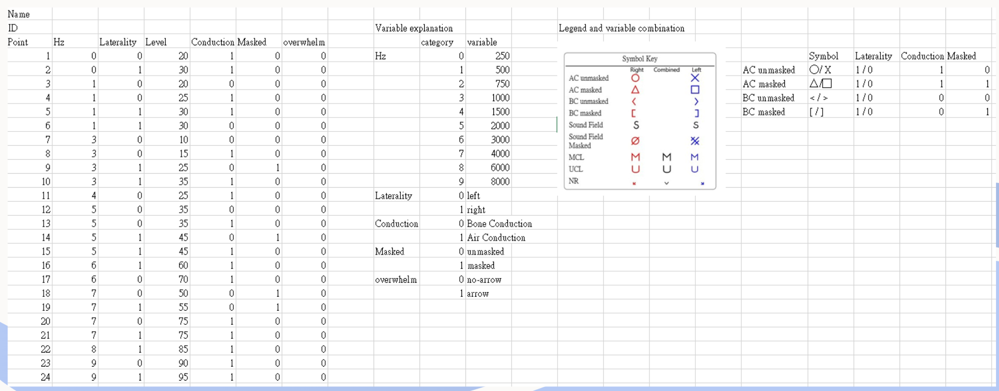 Name
ID Variable explanation Legend and variable combination
Point Hz Laterality Level Conduction Masked overwhelm category variable
1 0 0 20 1 0 0 Hz 0 250 Symbol Laterality Conduction Masked
2 0 1 30 1 0 0 1 500 AC unmasked ○/ X 1 / 0 1 0
3 1 0 20 0 0 0 2 750 AC masked △/□ 1 / 0 1 1
4 1 0 25 1 0 0 3 1000 BC unmasked < / > 1 / 0 0 0
5 1 1 30 1 0 0 4 1500 BC masked [ / ] 1 / 0 0 1
6 1 1 30 0 0 0 5 2000
7 3 0 10 0 0 0 6 3000
8 3 0 15 1 0 0 7 4000
9 3 1 25 0 1 0 8 6000
10 3 1 35 1 0 0 9 8000
11 4 0 25 1 0 0 Laterality 0 left
12 5 0 35 0 0 0 1 right
13 5 0 35 1 0 0 Conduction 0 Bone Conduction
14 5 1 45 0 1 0 1 Air Conduction
15 5 1 45 1 0 0 Masked 0 unmasked
16 6 1 60 1 0 0 1 masked
17 6 0 70 1 0 0 overwhelm 0 no-arrow
18 7 0 50 0 1 0 1 arrow
19 7 1 55 0 1 0
20 7 0 75 1 0 0
21 7 1 75 1 0 0
22 8 1 85 1 0 0
23 9 0 90 1 0 0
24 9 1 95 1 0 0
Symbol Key
Right Combined Left
AC unmasked ○ ×
AC masked △ □
BC unmasked < >
BC masked [ ]
Sound Field S S
Sound Field
Masked
MCL M M M
UCL U U U
NR